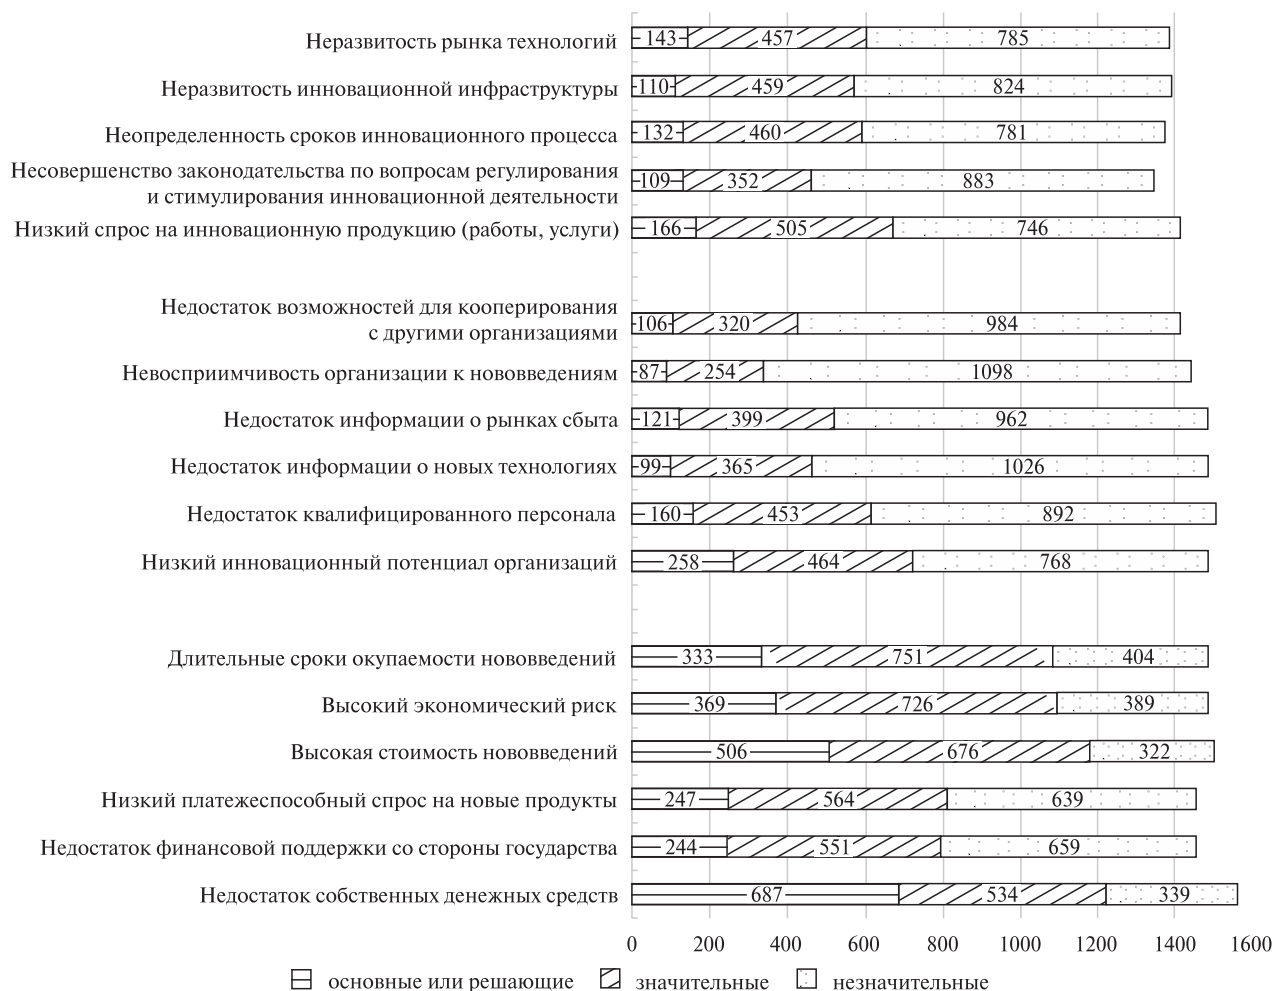 Неразвитость рынка технологий 143 457 785
Неразвитость инновационной инфраструктуры 110 459 824
Неопределенность сроков инновационного процесса 132 460 781
Несовершенство законодательства по вопросам регулирования
и стимулирования инновационной деятельности 109 352 883
Низкий спрос на инновационную продукцию (работы, услуги) 166 505 746
Недостаток возможностей для кооперирования
с другими организациями 106 320 984
Невосприимчивость организации к нововведениям 87 254 1098
Недостаток информации о рынках сбыта 121 399 962
Недостаток информации о новых технологиях 99 365 1026
Недостаток квалифицированного персонала 160 453 892
Низкий инновационный потенциал организаций 258 464 768
Длительные сроки окупаемости нововведений 333 751 404
Высокий экономический риск 369 726 389
Высокая стоимость нововведений 506 676 322
Низкий платежеспособный спрос на новые продукты 247 564 639
Недостаток финансовой поддержки со стороны государства 244 551 659
Недостаток собственных денежных средств 687 534 339
0 200 400 600 800 1000 1200 1400 1600
основные или решающие значительные незначительные